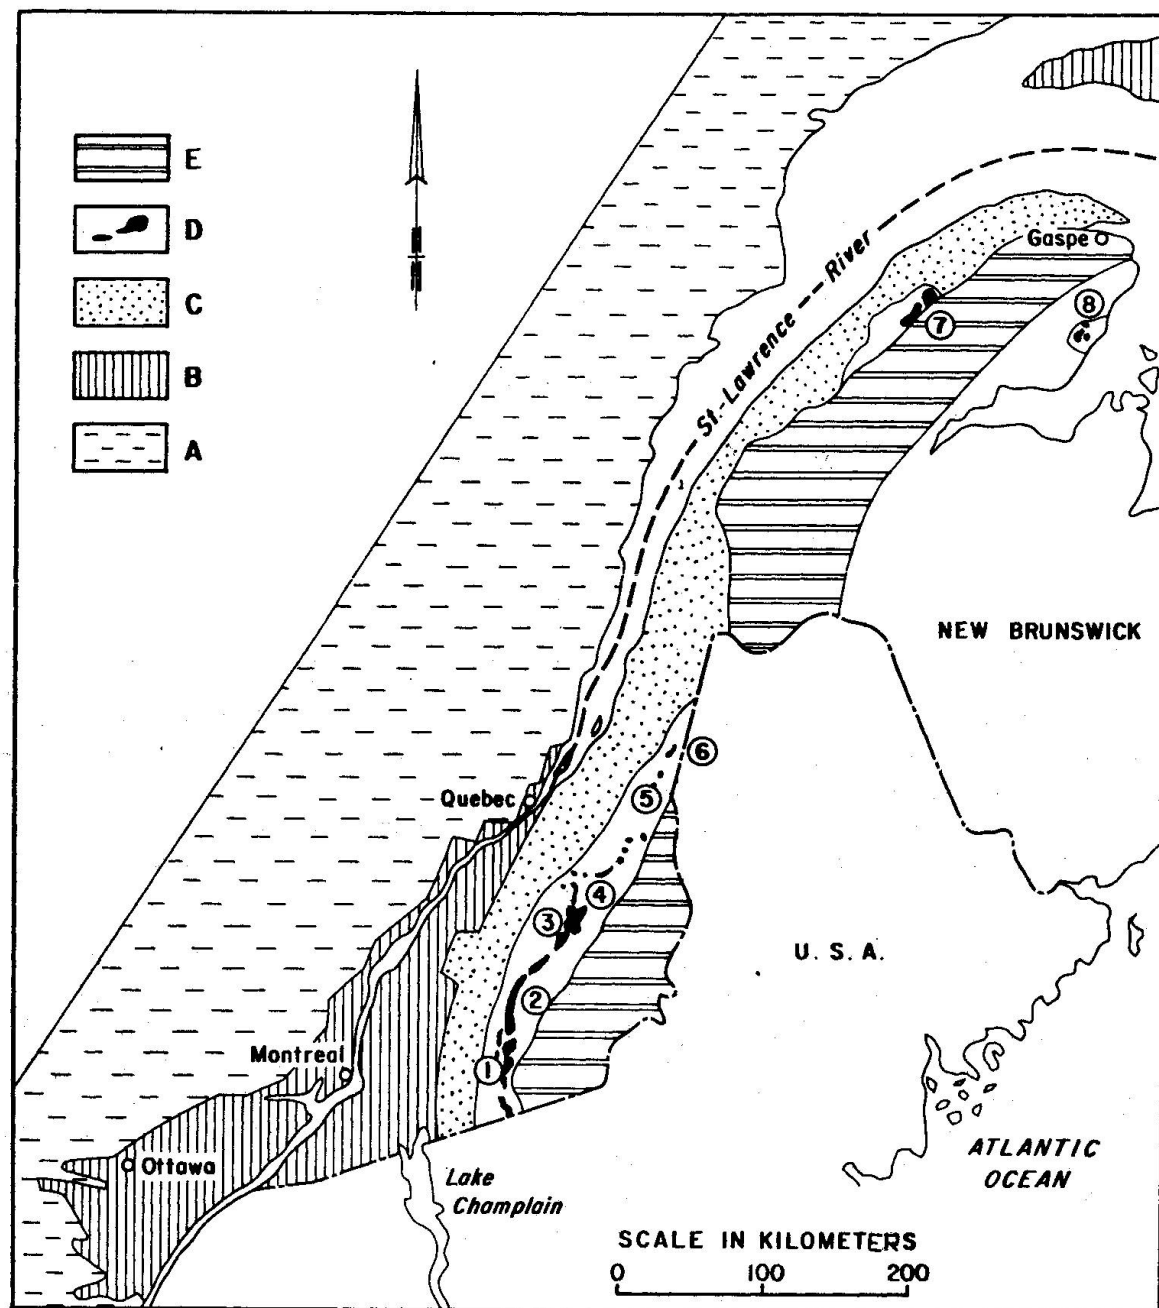 E
D
C
B
A
N
St.-Lawrence River
Gaspe
8
7
NEW BRUNSWICK
6
Quebec
5
4
3
U. S. A.
2
Montreal
1
Ottawa
Lake
Champlain
ATLANTIC
OCEAN
SCALE IN KILOMETERS
0 100 200